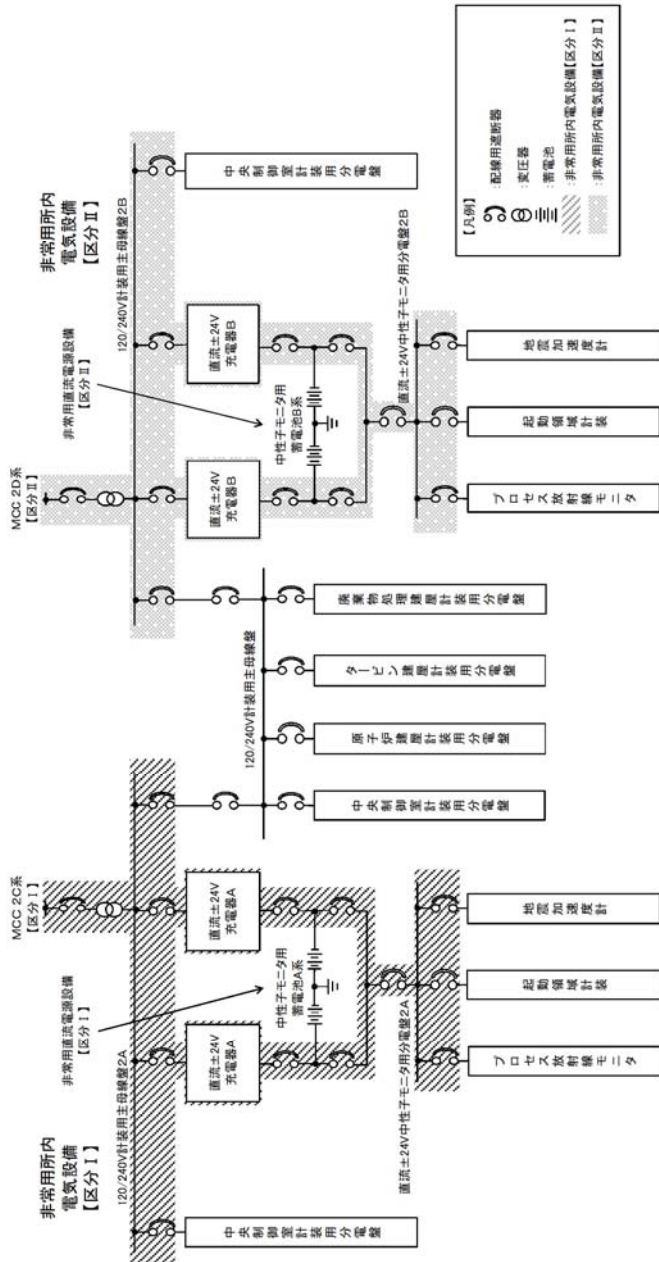 非常用所内
電気設備
【区分Ⅰ】
120/240V計装用主母線盤2A
MCC 2C系
【区分Ⅰ】
非常用直流電源設備
【区分Ⅰ】
直流±24V
充電器A
直流±24V
充電器A
中性子モニタ用
蓄電池A系
直流±24V中性子モニタ用分電盤2A
中央制御室計装用分電盤
プロセス放射線モニタ
起動領域計装
地震加速度計
120/240V計装用主母線盤
中央制御室計装用分電盤
原子炉建屋計装用分電盤
タービン建屋計装用分電盤
廃棄物処理建屋計装用分電盤
MCC 2D系
【区分Ⅱ】
非常用直流電源設備
【区分Ⅱ】
非常用所内
電気設備
【区分Ⅱ】
120/240V計装用主母線盤2B
直流±24V
充電器B
直流±24V
充電器B
中性子モニタ用
蓄電池B系
直流±24V中性子モニタ用分電盤2B
中央制御室計装用分電盤
プロセス放射線モニタ
起動領域計装
地震加速度計
【凡例】
:配線用遮断器
:変圧器
:蓄電池
:非常用所内電気設備【区分Ⅰ】
:非常用所内電気設備【区分Ⅱ】